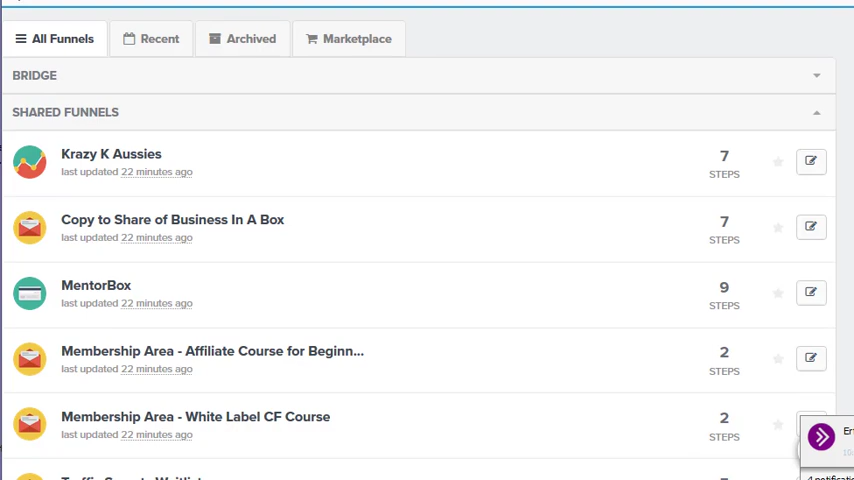 All Funnels Recent Archived Marketplace
BRIDGE
SHARED FUNNELS
Krazy K Aussies
last updated 22 minutes ago
7
STEPS
Copy to Share of Business In A Box
last updated 22 minutes ago
7
STEPS
MentorBox
last updated 22 minutes ago
9
STEPS
Membership Area - Affiliate Course for Beginn...
last updated 22 minutes ago
2
STEPS
Membership Area - White Label CF Course
last updated 22 minutes ago
2
STEPS